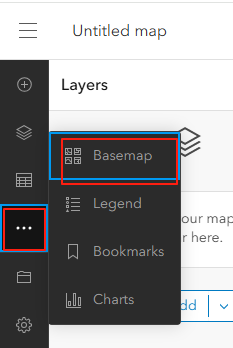 Untitled map
Layers
Basemap
Legend
Bookmarks
Charts
our map
r here.
dd